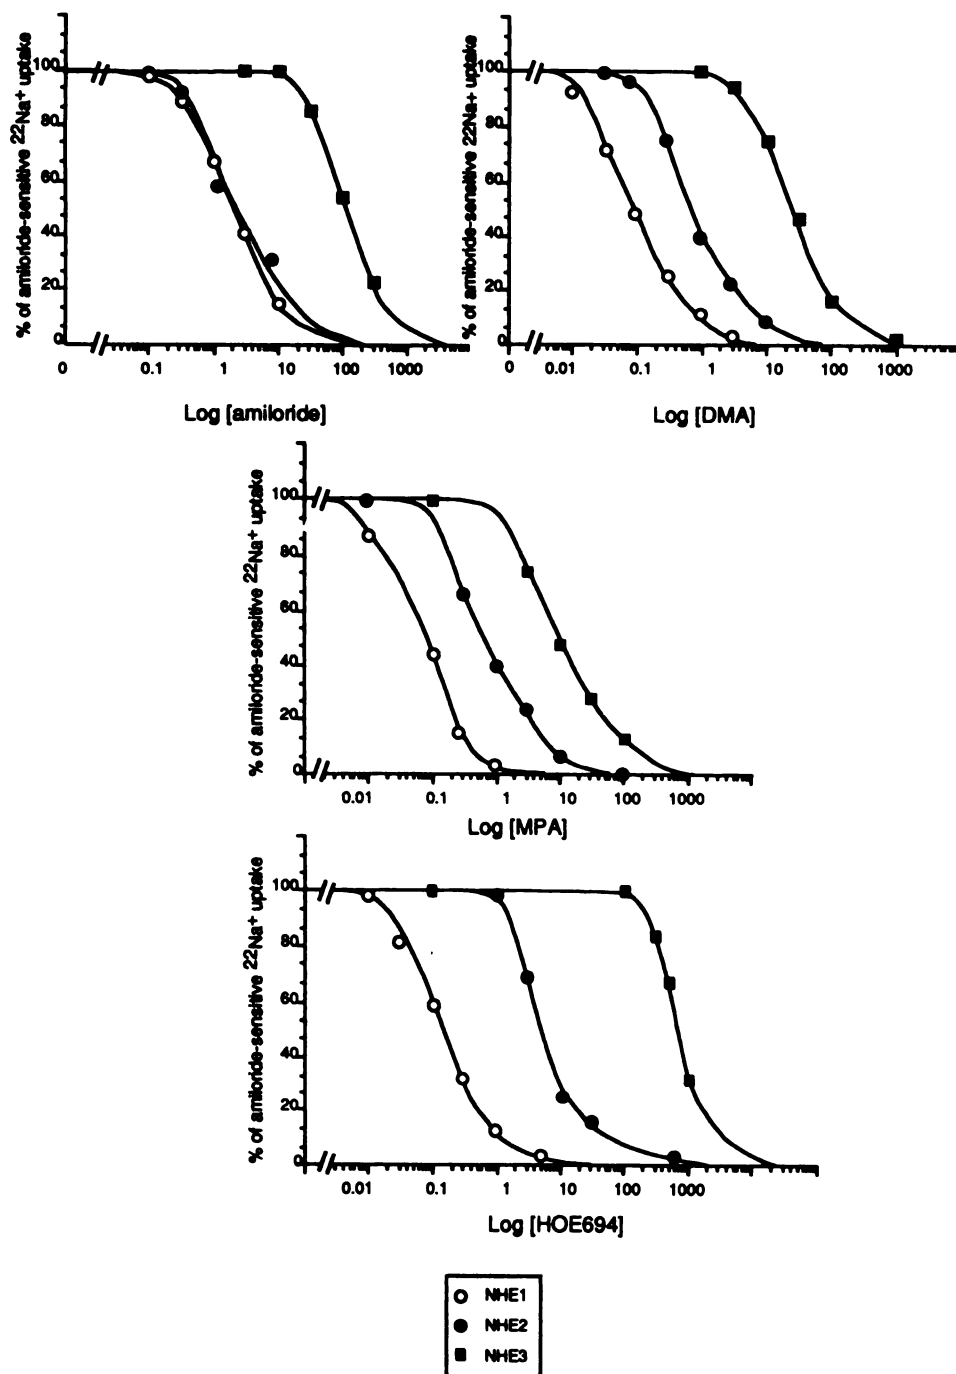 % of amiloride-sensitive 22Na+ uptake
100
80
60
40
20
0
0 0.1 1 10 100 1000
Log [amiloride]
% of amiloride-sensitive 22Na+ uptake
100
80
60
40
20
0
0 0.01 0.1 1 10 100 1000
Log [DMA]
% of amiloride-sensitive 22Na+ uptake
100
80
60
40
20
0
0.01 0.1 1 10 100 1000
Log [MPA]
% of amiloride-sensitive 22Na+ uptake
100
80
60
40
20
0
0.01 0.1 1 10 100 1000
Log [HOE694]
NHE1
NHE2
NHE3